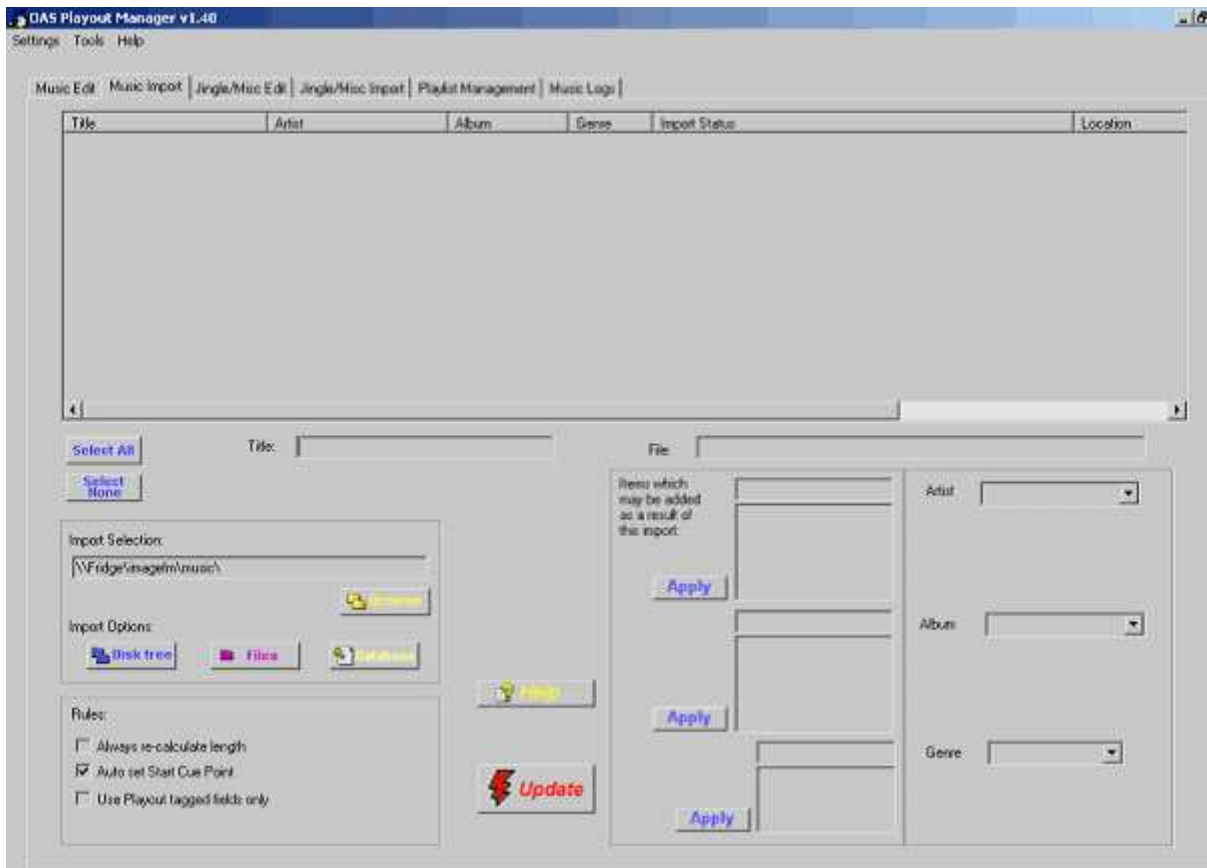 OAS Playout Manager v1.40
Settings Tools Help
Music Edit Music Import Jingle/Misc Edit Jingle/Misc Import Playlist Management Music Logs
Title Artist Album Genre Import Status Location
Select All
Title:
File
Select None
Items which
may be added
as a result of
this import
Artist
Import Selection:
\\Fridge\imagefm\music\
Browse
Apply
Import Options:
Album
Disk tree Files Database
Help
Rules:
Apply
Always re-calculate length
Genre
Auto set Start Cue Point
Update
Use Playout tagged fields only
Apply